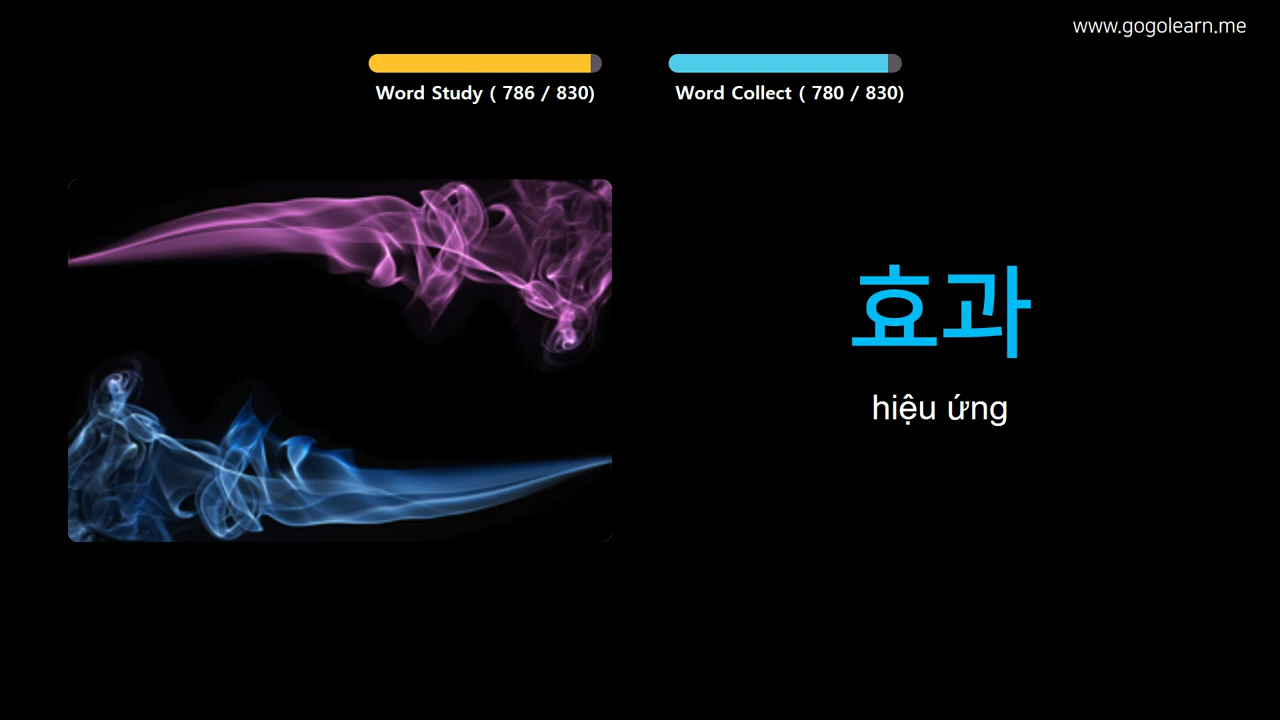 www.gogolearn.me
Word Study ( 786 / 830)
Word Collect ( 780 / 830)
효과
hiệu ứng